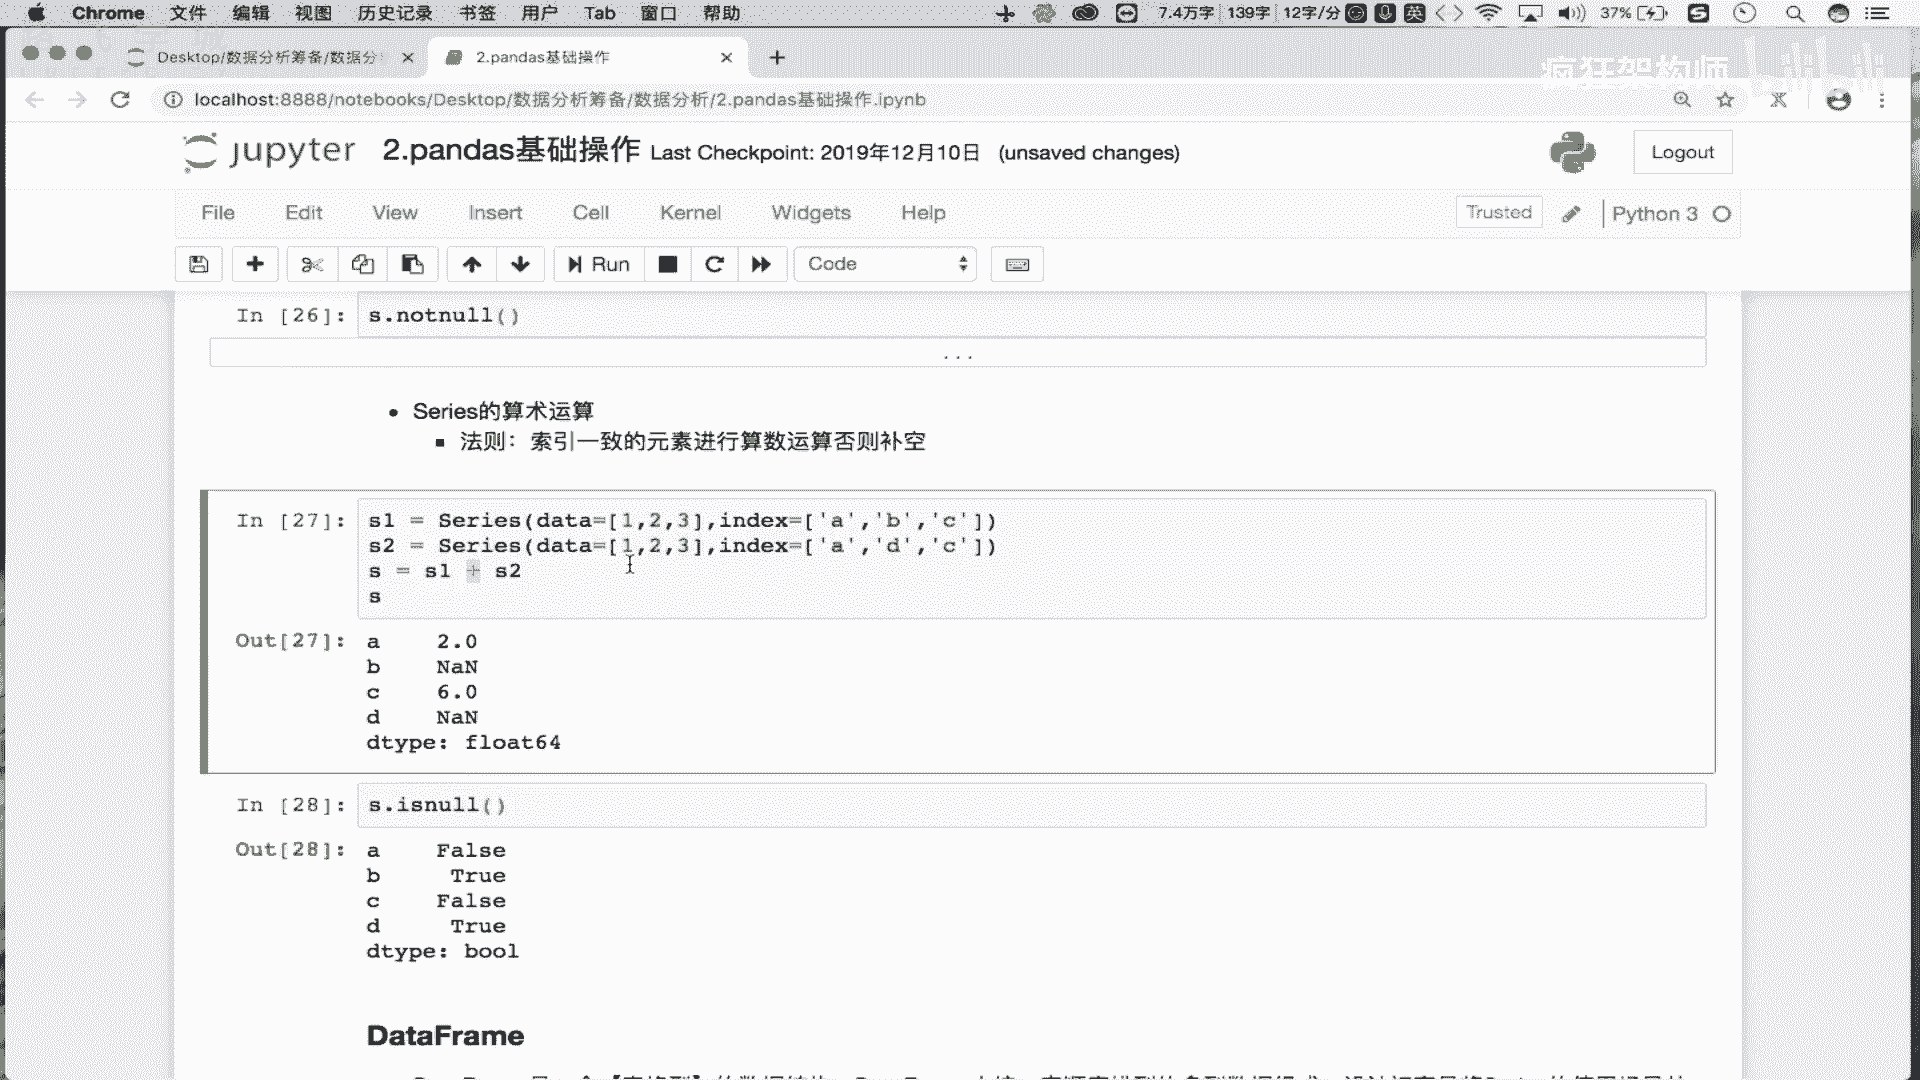 Chrome 文件 编辑 视图 历史记录 书签 用户 Tab 窗口 帮助 7.4万字 139字 12字/分 英 37%
Desktop/数据分析筹备/数据分 2.pandas基础操作
疯狂架构师 bilibili
localhost:8888/notebooks/Desktop/数据分析筹备/数据分析/2.pandas基础操作.ipynb
jupyter 2.pandas基础操作 Last Checkpoint: 2019年12月10日 (unsaved changes) Logout
File Edit View Insert Cell Kernel Widgets Help Trusted Python 3
Run Code
In [26]: s.notnull()
...
• Series的算术运算
▪ 法则：索引一致的元素进行算数运算否则补空
In [27]: s1 = Series(data=[1,2,3],index=['a','b','c'])
s2 = Series(data=[1,2,3],index=['a','d','c'])
s = s1 + s2
s
Out[27]: a 2.0
b NaN
c 6.0
d NaN
dtype: float64
In [28]: s.isnull()
Out[28]: a False
b True
c False
d True
dtype: bool
DataFrame